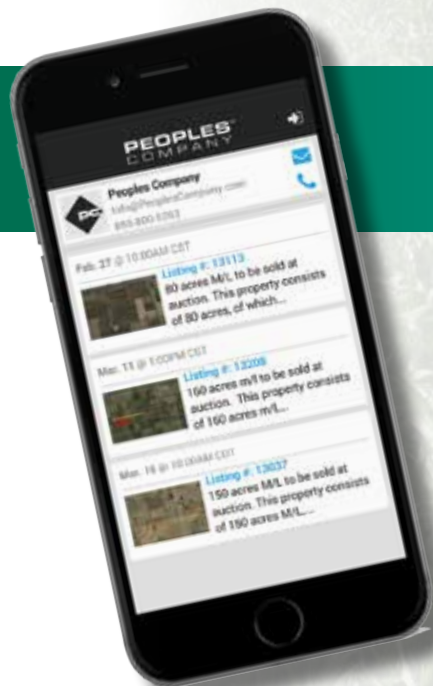 PEOPLES
COMPANY
Peoples Company
Info@PeoplesCompany.com
Feb. 27 @ 10:00AM CST
Listing #: 13113
80 acres M/L to be sold at
auction. This property consists
of 80 acres, of which...
Mar. 11 @ 1:00PM CST
Listing #: 13208
160 acres m/l to be sold at
auction. This property consists
of 160 acres m/l...
Mar. 16 @ 10:00AM CDT
Listing #: 13037
150 acres M/L to be sold at
auction. This property consists
of 150 acres M/L....